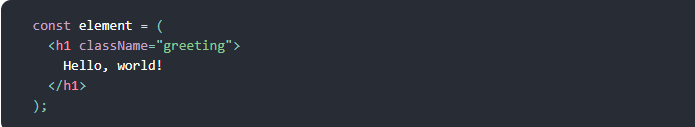 const element = (
  <h1 className="greeting">
    Hello, world!
  </h1>
);